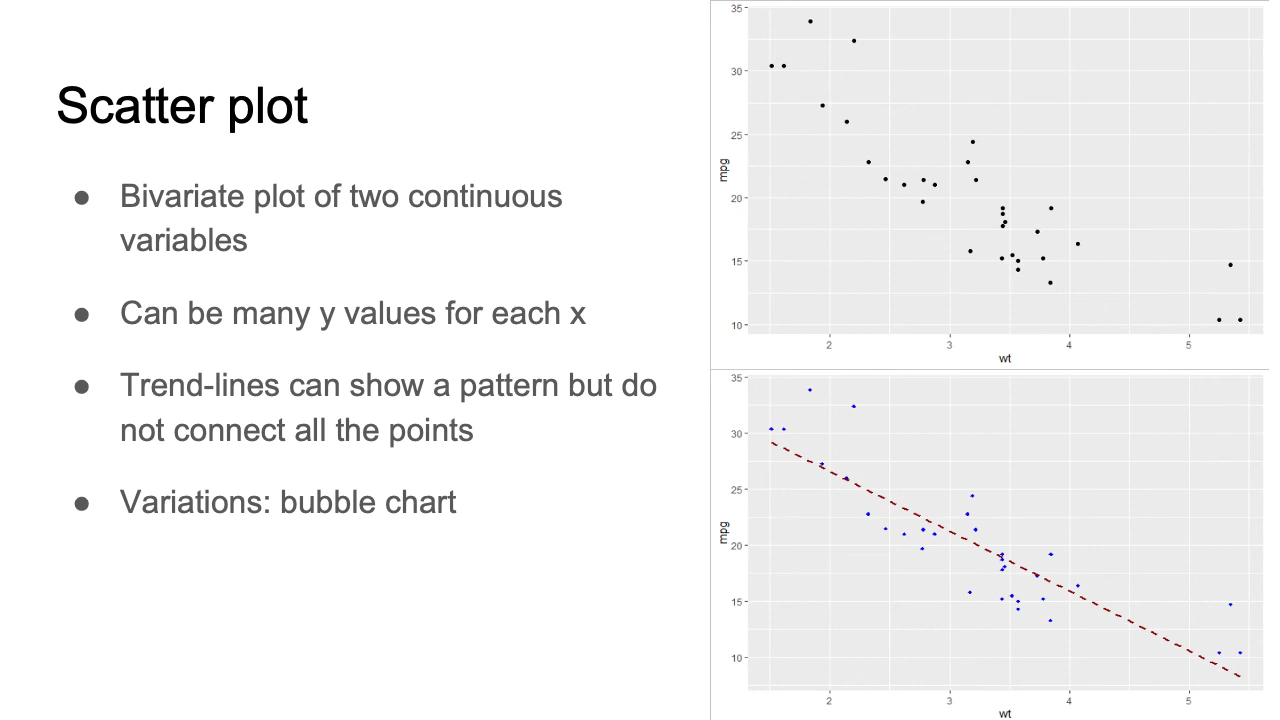 Scatter plot
● Bivariate plot of two continuous
variables
● Can be many y values for each x
● Trend-lines can show a pattern but do
not connect all the points
● Variations: bubble chart
35
30
25
20
15
10
mpg
2 3 4 5
wt
35
30
25
20
15
10
mpg
2 3 4 5
wt